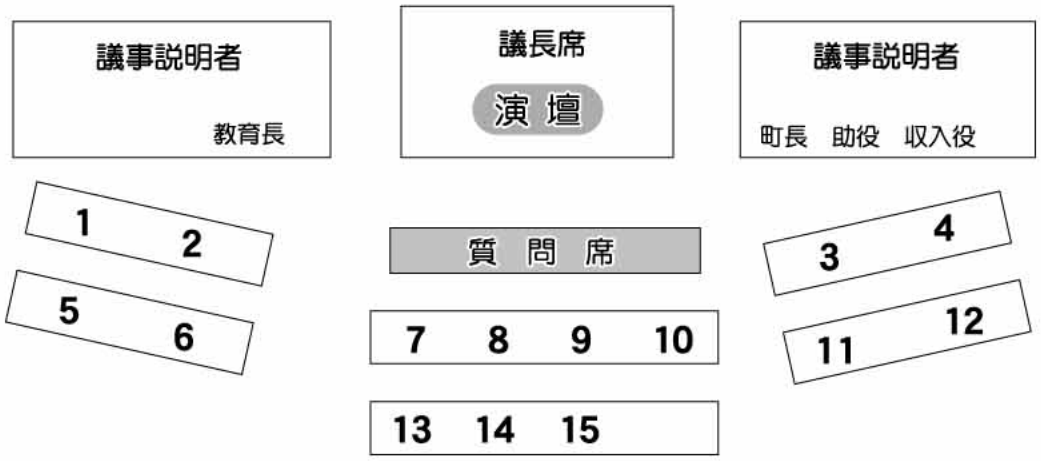 議事説明者
教育長
議長席
演壇
議事説明者
町長 助役 収入役
1 2
5 6
質問席
7 8 9 10
13 14 15
3 4
11 12